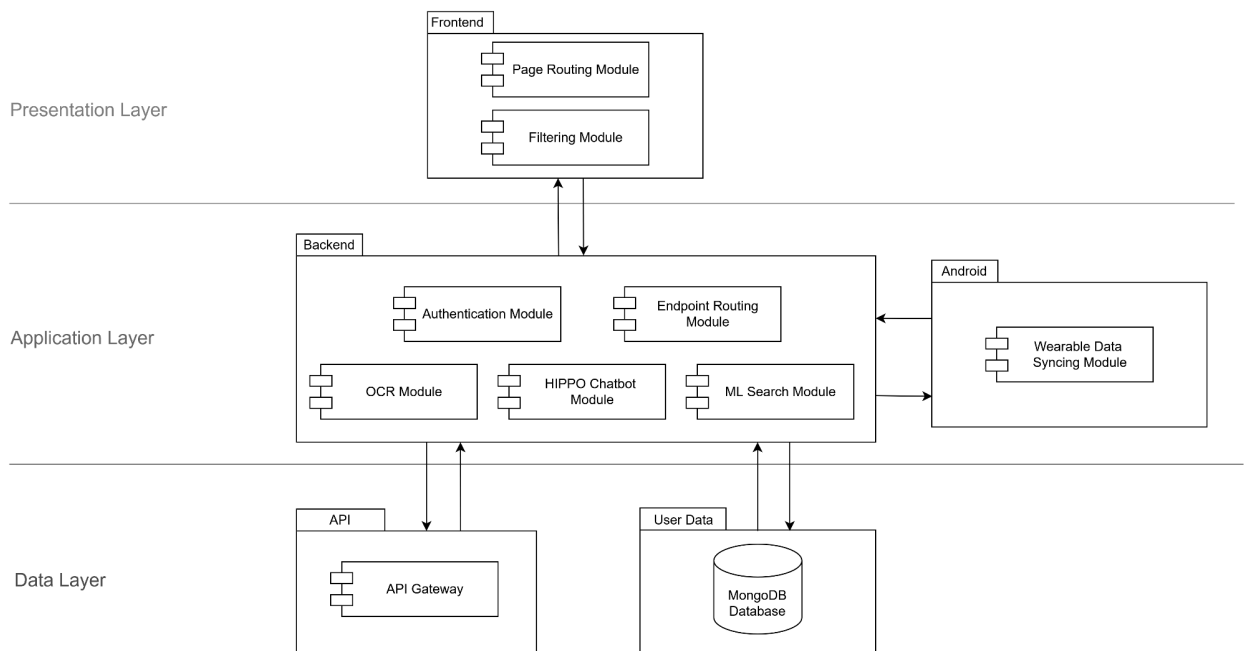 Frontend
Page Routing Module
Filtering Module
Presentation Layer
Backend
Authentication Module
Endpoint Routing
Module
OCR Module
HIPPO Chatbot
Module
ML Search Module
Android
Wearable Data
Syncing Module
Application Layer
API
API Gateway
User Data
MongoDB
Database
Data Layer